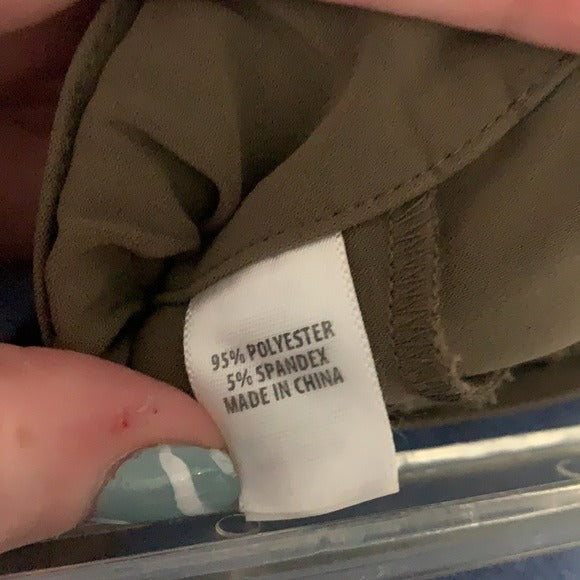 95% POLYESTER
5% SPANDEX
MADE IN CHINA